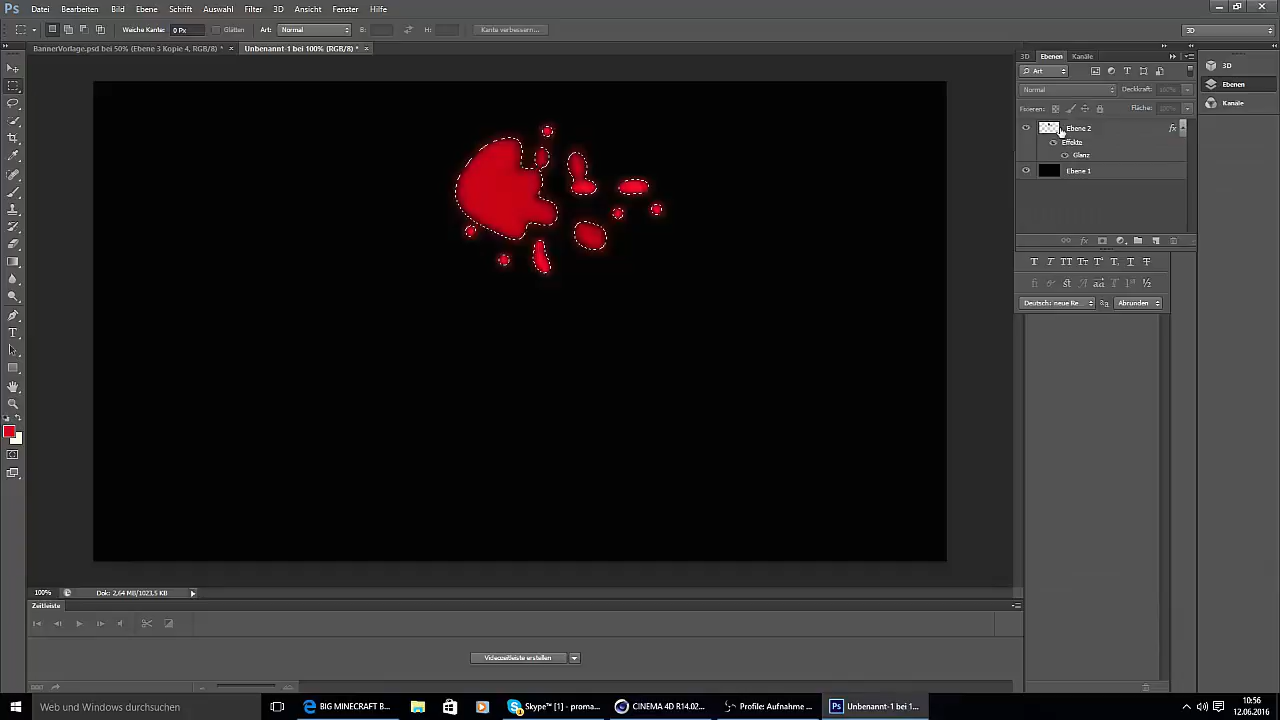 Ps Datei Bearbeiten Bild Ebene Schrift Auswahl Filter 3D Ansicht Fenster Hilfe
Weiche Kante: 0 Px Glätten Art: Normal B: H: Kante verbessern... 3D
BannerVorlage.psd bei 50% (Ebene 3 Kopie 4, RGB/8) * × Unbenannt-1 bei 100% (RGB/8) * ×
3D Ebenen Kanäle
3D
Art
Ebenen
Normal Deckkraft: 100%
Kanäle
Fixieren: Fläche: 100%
Ebene 2 fx
Effekte
Glanz
Ebene 1
Deutsch: neue Re... Abrunden
100% Dok: 2,64 MB/1023,5 KB
Zeitleiste
Videozeitleiste erstellen
Web und Windows durchsuchen
BIG MINECRAFT B...
Skype™ [1] - proma...
CINEMA 4D R14.02...
Profile: Aufnahme ...
Ps Unbenannt-1 bei 1...
10:56
12.06.2016